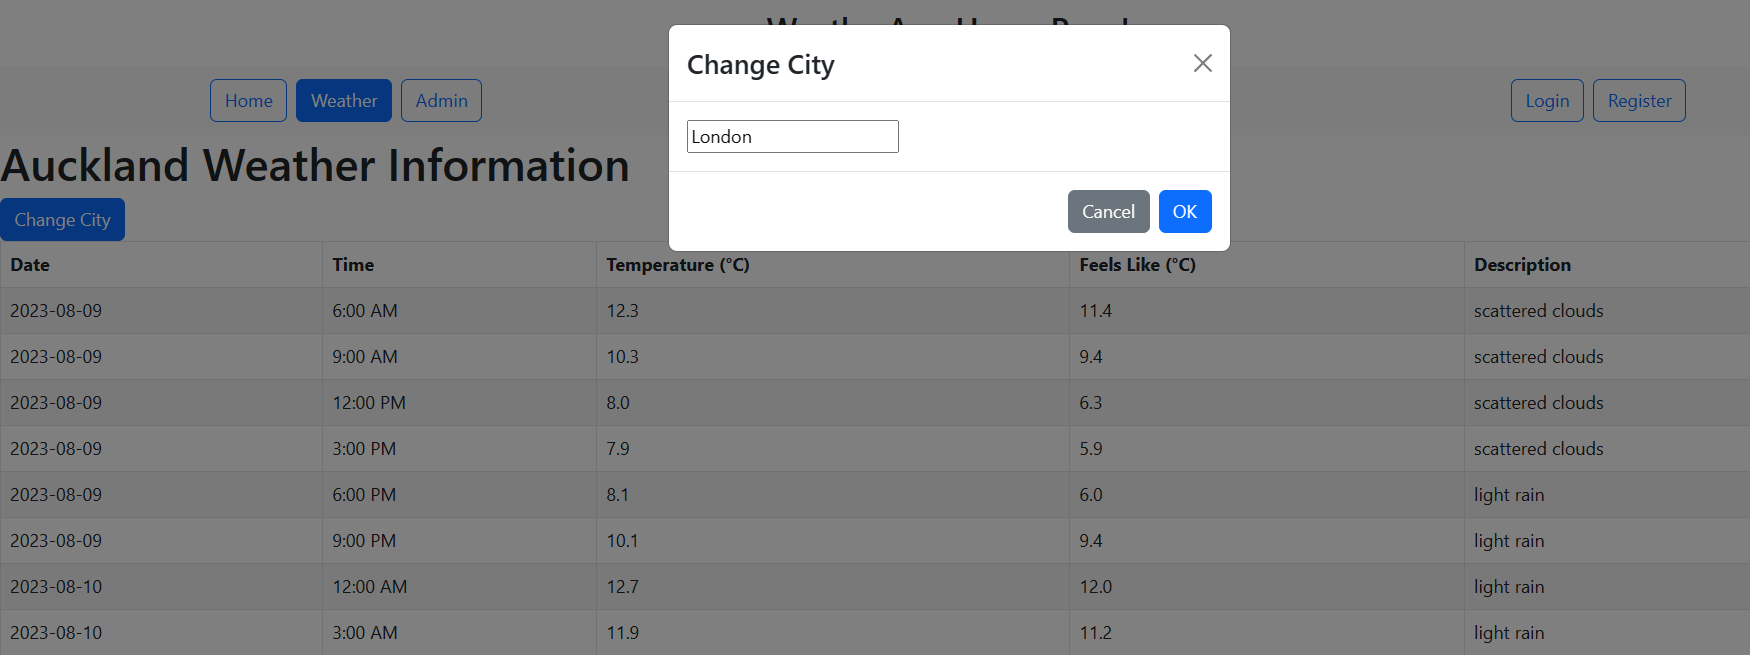 Home Weather Admin Login Register
Auckland Weather Information
Change City
Change City
London
Cancel OK
Date Time Temperature (°C) Feels Like (°C) Description
2023-08-09 6:00 AM 12.3 11.4 scattered clouds
2023-08-09 9:00 AM 10.3 9.4 scattered clouds
2023-08-09 12:00 PM 8.0 6.3 scattered clouds
2023-08-09 3:00 PM 7.9 5.9 scattered clouds
2023-08-09 6:00 PM 8.1 6.0 light rain
2023-08-09 9:00 PM 10.1 9.4 light rain
2023-08-10 12:00 AM 12.7 12.0 light rain
2023-08-10 3:00 AM 11.9 11.2 light rain